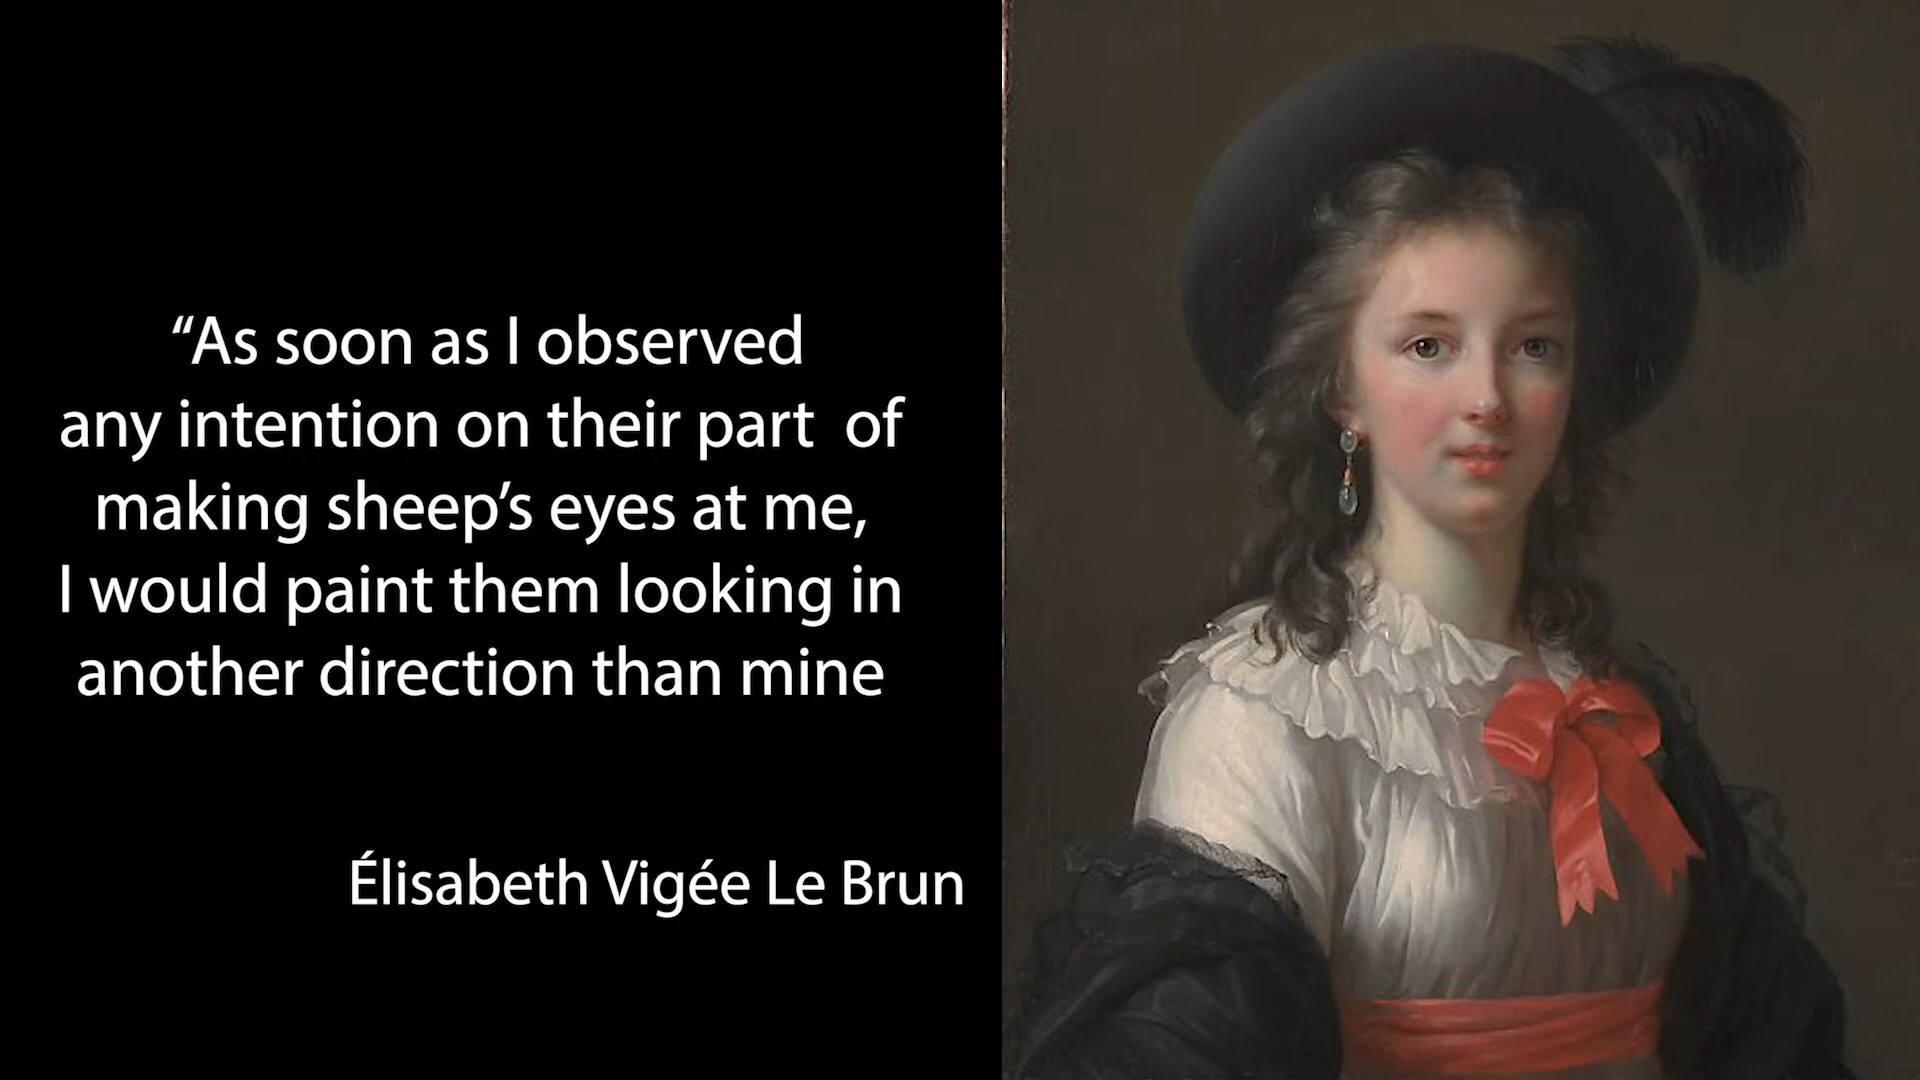 “As soon as I observed
any intention on their part  of
making sheep’s eyes at me,
I would paint them looking in
another direction than mine
Élisabeth Vigée Le Brun